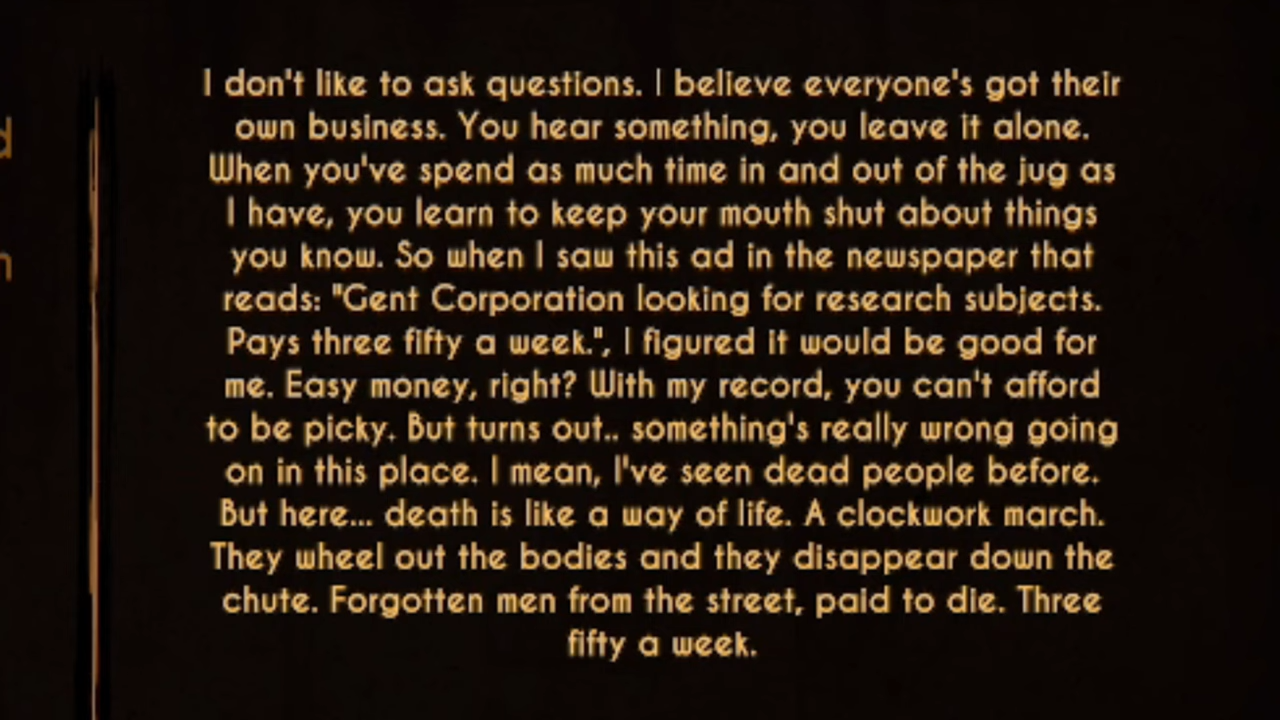 d
n
I don't like to ask questions. I believe everyone's got their
own business. You hear something, you leave it alone.
When you've spend as much time in and out of the jug as
I have, you learn to keep your mouth shut about things
you know. So when I saw this ad in the newspaper that
reads: "Gent Corporation looking for research subjects.
Pays three fifty a week.", I figured it would be good for
me. Easy money, right? With my record, you can't afford
to be picky. But turns out.. something's really wrong going
on in this place. I mean, I've seen dead people before.
But here... death is like a way of life. A clockwork march.
They wheel out the bodies and they disappear down the
chute. Forgotten men from the street, paid to die. Three
fifty a week.